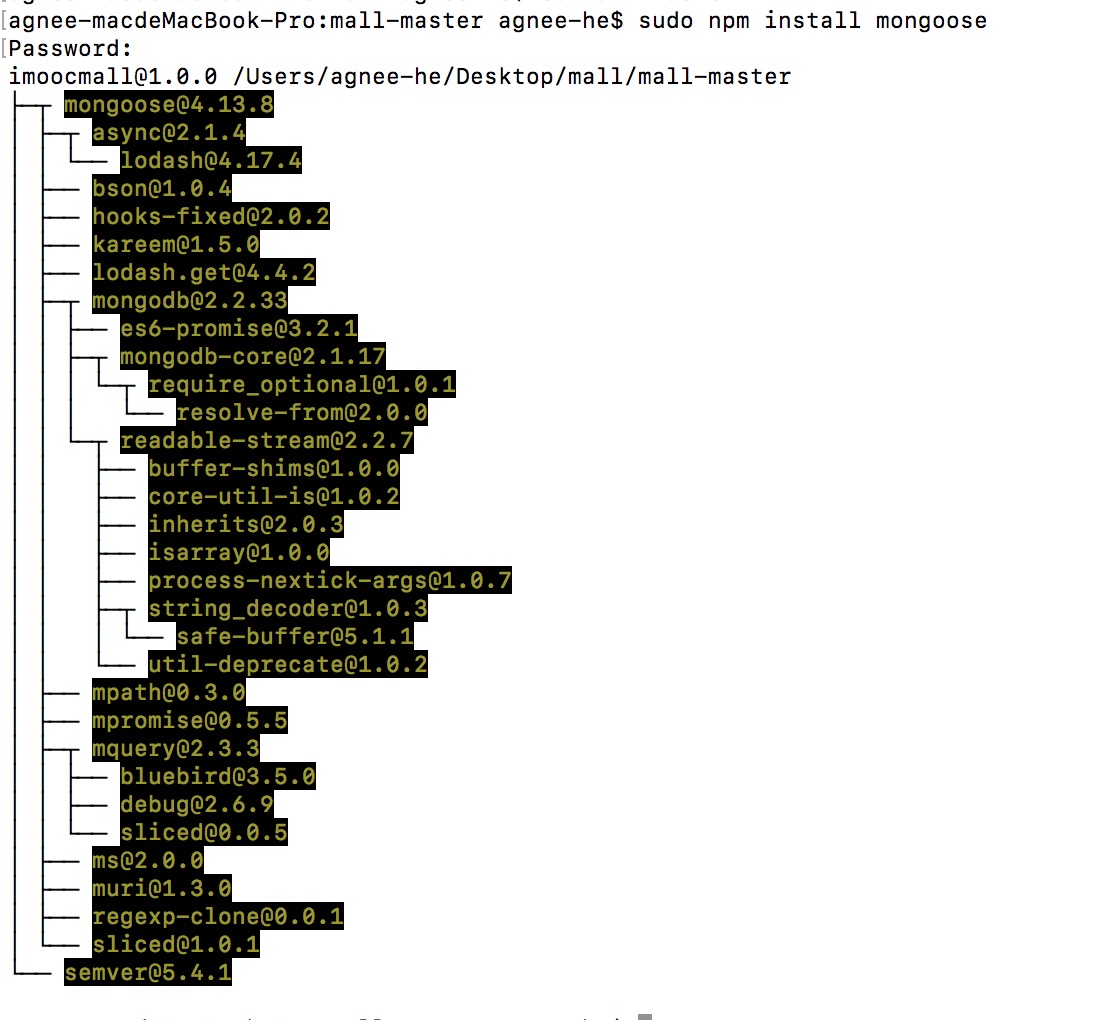 [agnee-macdeMacBook-Pro:mall-master agnee-he$ sudo npm install mongoose
[Password:
imoocmall@1.0.0 /Users/agnee-he/Desktop/mall/mall-master
├─┬ mongoose@4.13.8
│ ├─┬ async@2.1.4
│ │ └── lodash@4.17.4
│ ├── bson@1.0.4
│ ├── hooks-fixed@2.0.2
│ ├── kareem@1.5.0
│ ├── lodash.get@4.4.2
│ ├─┬ mongodb@2.2.33
│ │ ├── es6-promise@3.2.1
│ │ ├─┬ mongodb-core@2.1.17
│ │ │ └─┬ require_optional@1.0.1
│ │ │   └── resolve-from@2.0.0
│ │ └─┬ readable-stream@2.2.7
│ │   ├── buffer-shims@1.0.0
│ │   ├── core-util-is@1.0.2
│ │   ├── inherits@2.0.3
│ │   ├── isarray@1.0.0
│ │   ├── process-nextick-args@1.0.7
│ │   ├─┬ string_decoder@1.0.3
│ │   │ └── safe-buffer@5.1.1
│ │   └── util-deprecate@1.0.2
│ ├── mpath@0.3.0
│ ├── mpromise@0.5.5
│ ├─┬ mquery@2.3.3
│ │ ├── bluebird@3.5.0
│ │ ├── debug@2.6.9
│ │ └── sliced@0.0.5
│ ├── ms@2.0.0
│ ├── muri@1.3.0
│ ├── regexp-clone@0.0.1
│ └── sliced@1.0.1
└── semver@5.4.1